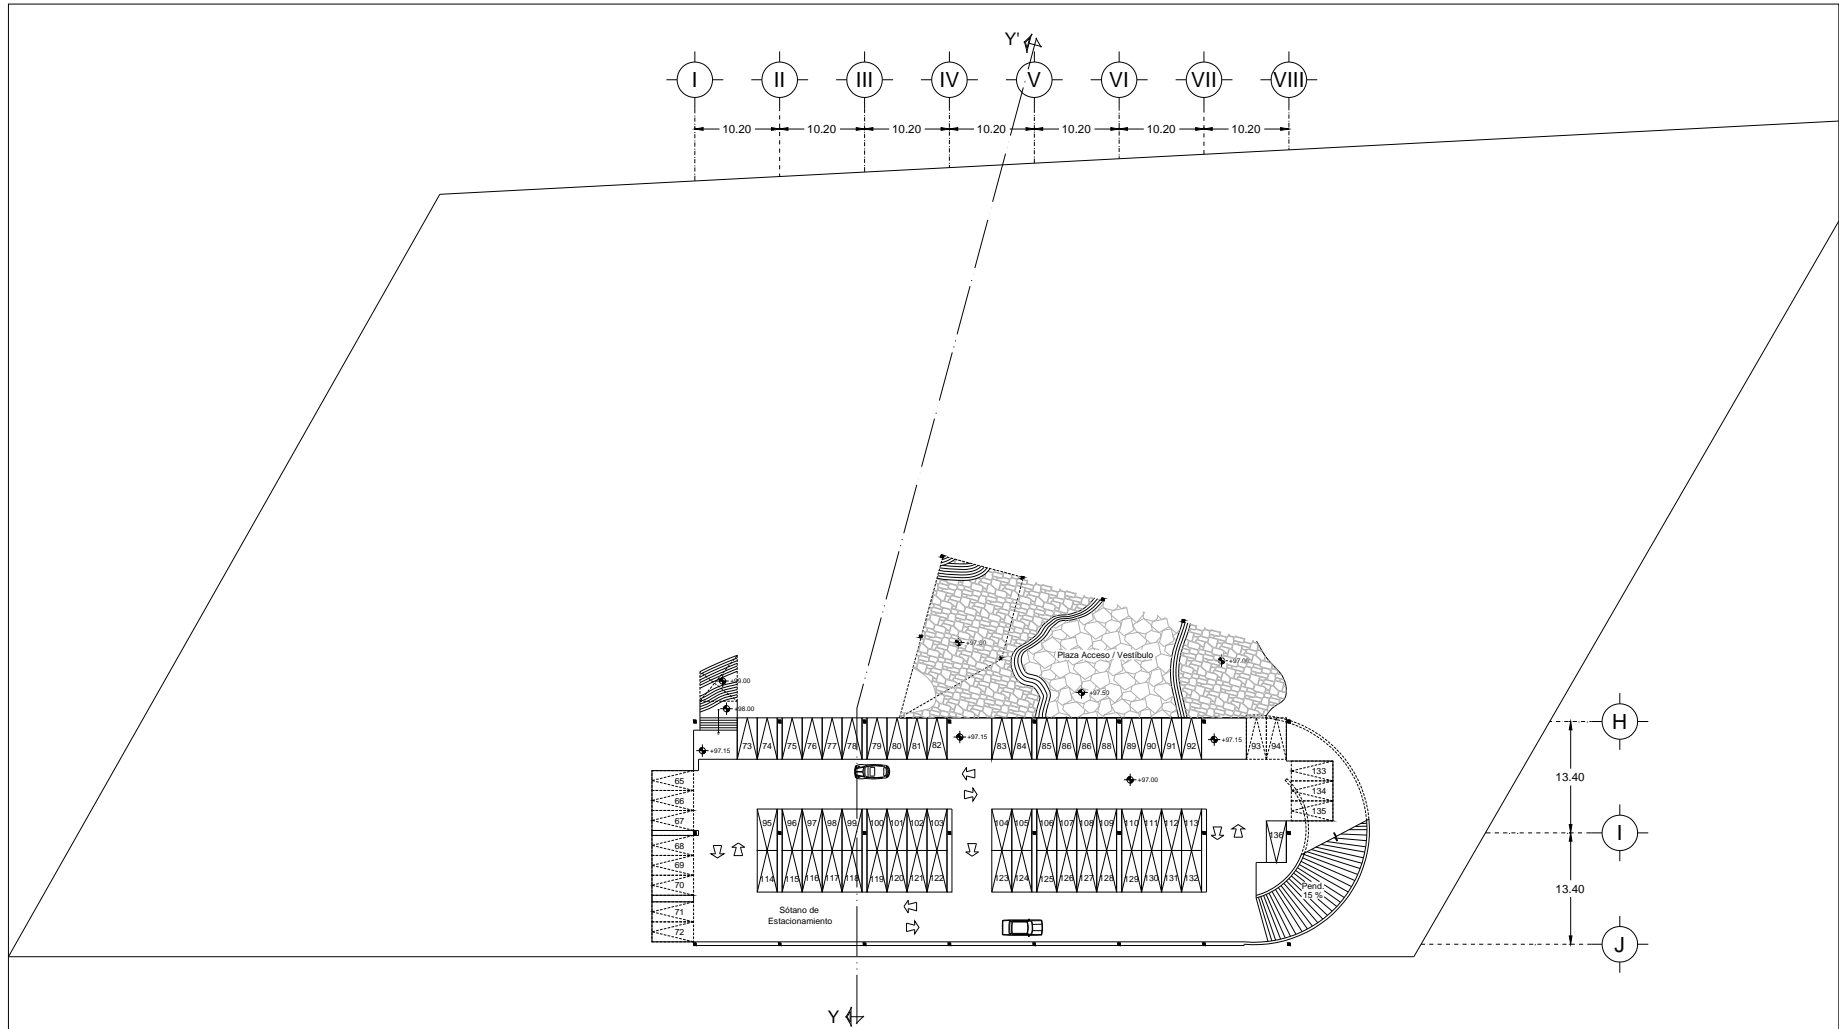 Y'
I II III IV V VI VII VIII
10.20 10.20 10.20 10.20 10.20 10.20 10.20
+97.00
Plaza Acceso / Vestíbulo
+97.00
+99.00
+97.50
+98.00
H
+97.15
73 74 75 76 77 78 79 80 81 82
+97.15
83 84 85 86 86 88 89 90 91 92
+97.15
93 94
65
66
67
68
69
70
71
72
+97.00
133
134
135
136
13.40
95 96 97 98 99 100 101 102 103
104 105 106 107 108 109 110 111 112 113
I
114 115 116 117 118 119 120 121 122
123 124 125 126 127 128 129 130 131 132
Pend.
15 %
13.40
Sótano de
Estacionamiento
J
Y